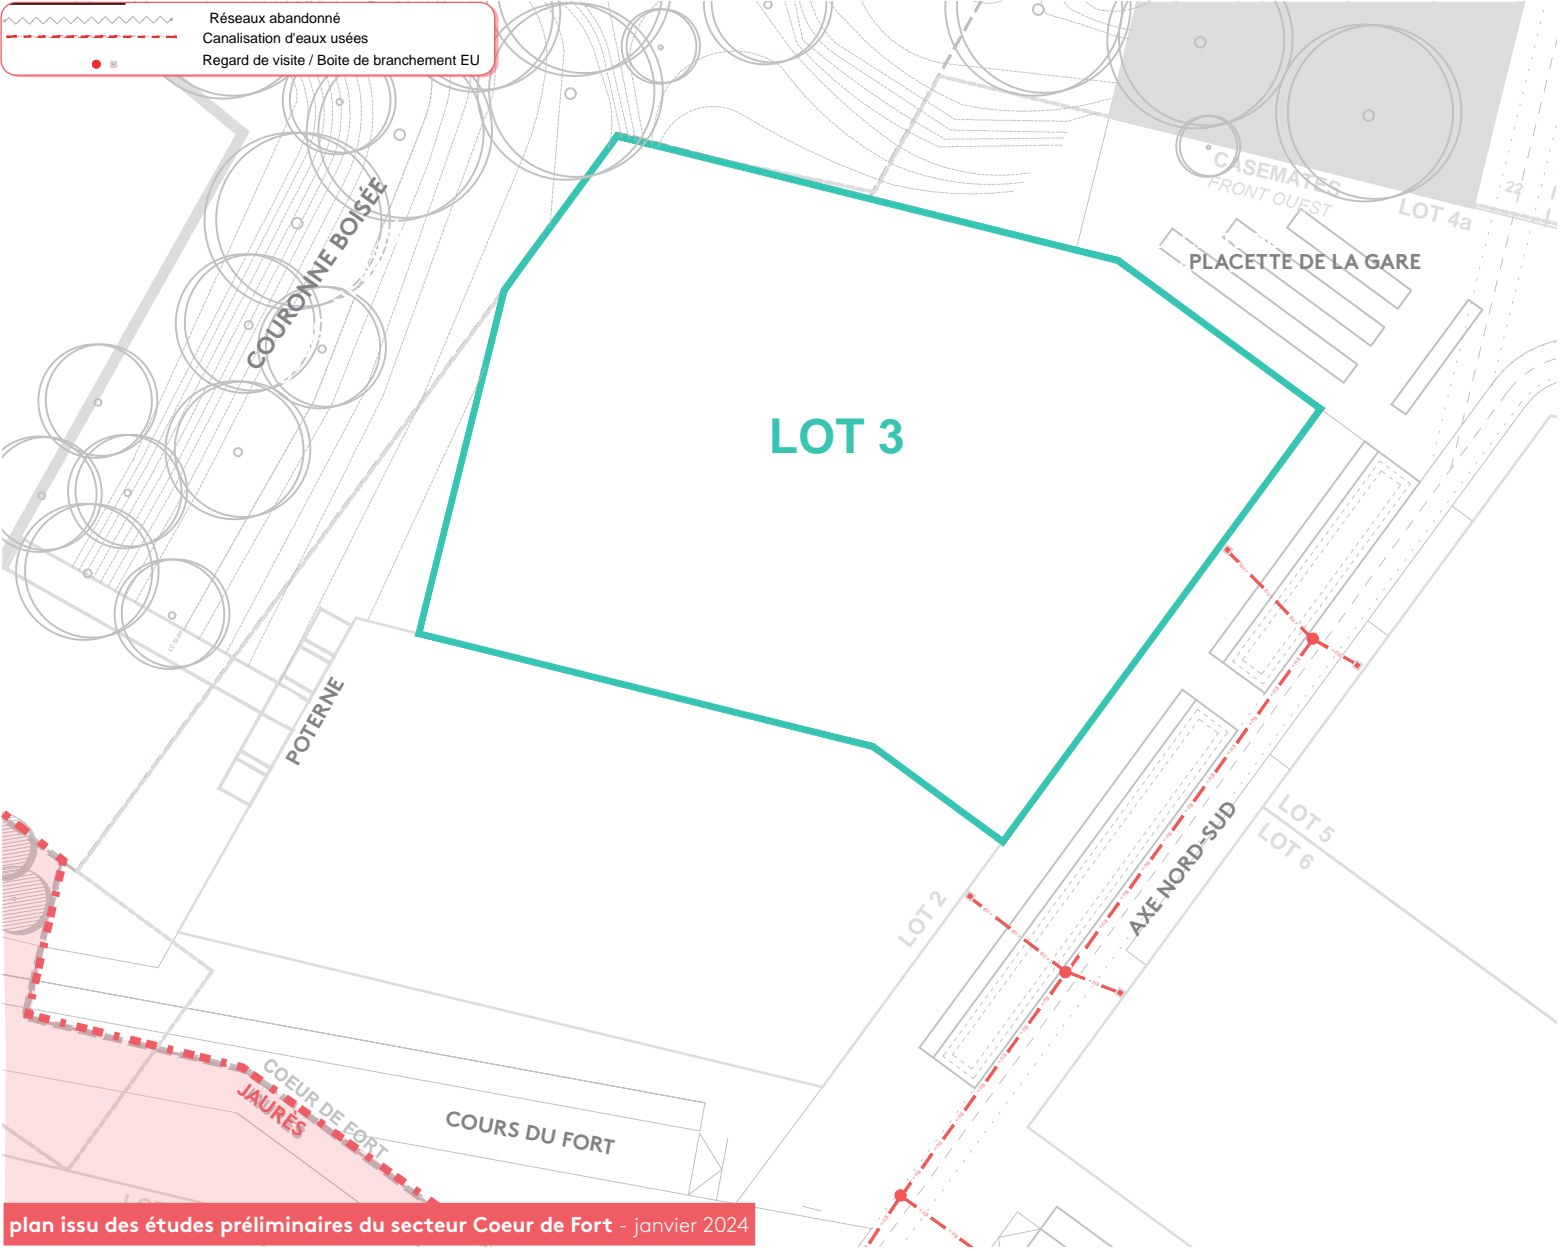 Réseaux abandonné
Canalisation d'eaux usées
Regard de visite / Boite de branchement EU
COURONNE BOISÉE
CASEMATES
FRONT OUEST
LOT 4a
22
PLACETTE DE LA GARE
LOT 3
POTERNE
LOT 5
LOT 6
AXE NORD-SUD
LOT 2
COEUR DE FORT
JAURÈS
COURS DU FORT
plan issu des études préliminaires du secteur Coeur de Fort - janvier 2024